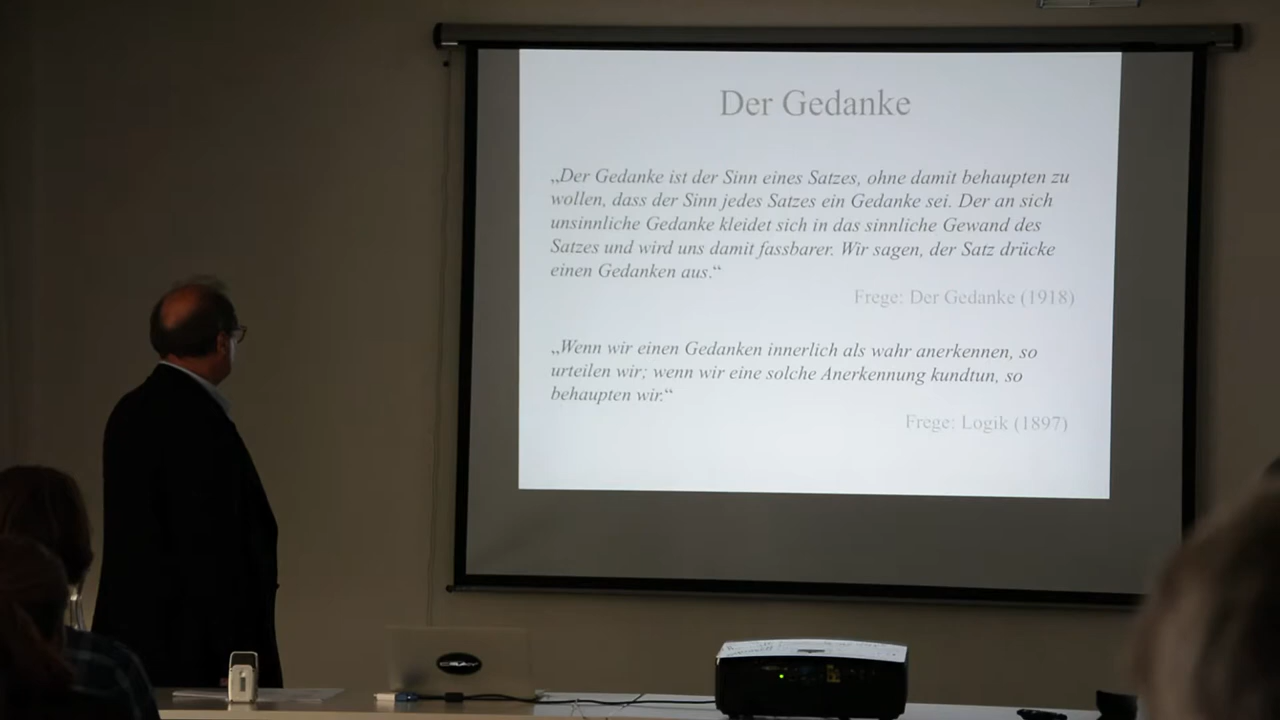 Der Gedanke
„Der Gedanke ist der Sinn eines Satzes, ohne damit behaupten zu
wollen, dass der Sinn jedes Satzes ein Gedanke sei. Der an sich
unsinnliche Gedanke kleidet sich in das sinnliche Gewand des
Satzes und wird uns damit fassbarer. Wir sagen, der Satz drücke
einen Gedanken aus.“
Frege: Der Gedanke (1918)
„Wenn wir einen Gedanken innerlich als wahr anerkennen, so
urteilen wir; wenn wir eine solche Anerkennung kundtun, so
behaupten wir.“
Frege: Logik (1897)